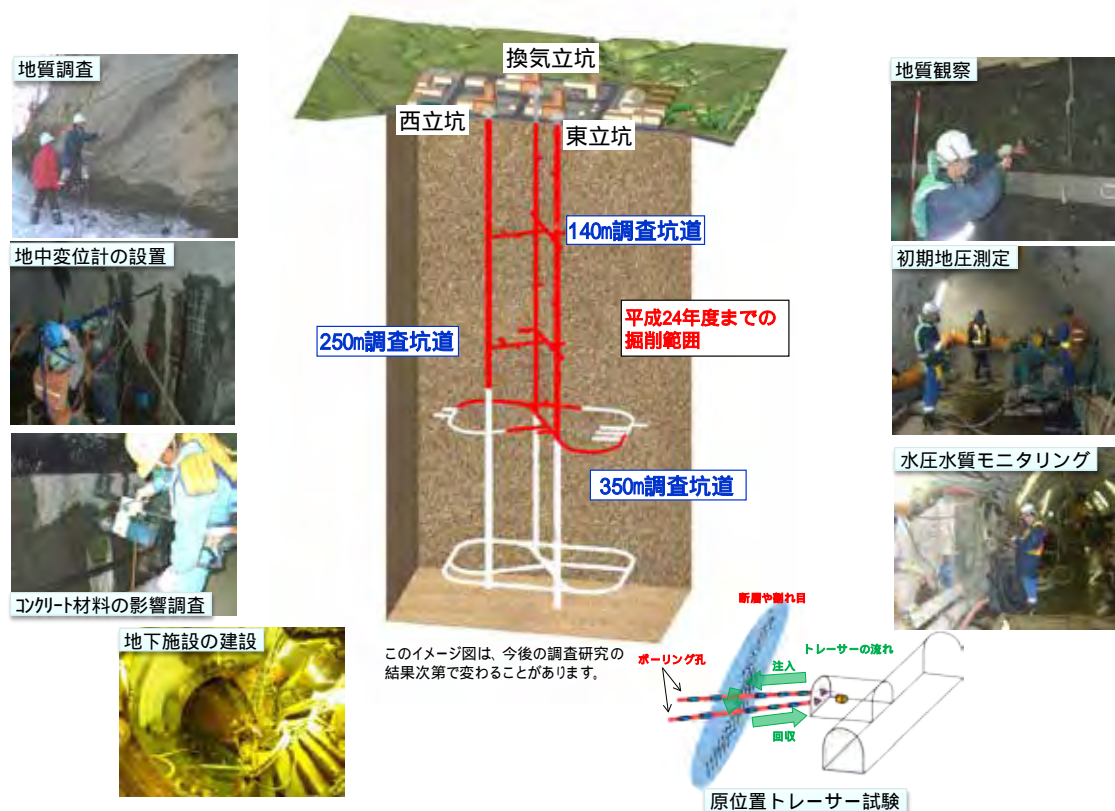 地質調査
地中変位計の設置
コンクリート材料の影響調査
地下施設の建設
換気立坑
西立坑
東立坑
140m調査坑道
250m調査坑道
平成24年度までの
掘削範囲
350m調査坑道
このイメージ図は、今後の調査研究の
結果次第で変わることがあります。
地質観察
初期地圧測定
水圧水質モニタリング
断層や割れ目
ボーリング孔
トレーサーの流れ
注入
回収
原位置トレーサー試験